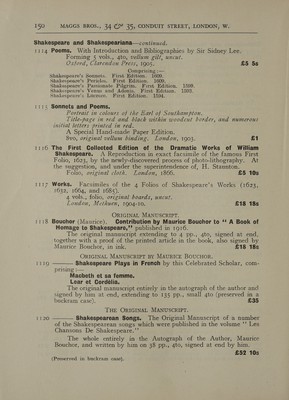 150 MAGGS BROS., 34 & 35, CONDUIT STREET, LONDON, W.
Shakespeare and Shakespeariana—continued.
1114 Poems. With Introduction and Bibliographies by Sir Sidney Lee.
Forming 5 vols., 4to, vellum gilt, uncut.
Oxford, Clarendon Press, 1905. £5 5s
Comprising:—
Shakespeare's Sonnets. First Edition. 1609.
Shakespeare's Pericles. First Edition. 1609.
Shakespeare's Passionate Pilgrim. First Edition. 1599.
Shakespeare's Venus and Adonis. First Edition. 1593.
Shakespeare's Lucrece. First Edition. 1594.
1115 Sonnets and Poems.
Portrait in colours of the Earl of Southampton.
Title-page in red and black within woodcut border, and numerous
initial letters printed in red.
A Special Hand-made Paper Edition.
8vo, original vellum binding. London, 1903. £1
1116 The First Collected Edition of the Dramatic Works of William
Shakespeare. A Reproduction in exact facsimile of the famous First
Folio, 1623, by the newly-discovered process of photo-lithography. At
the suggestion, and under the superintendence, of H. Staunton.
Folio, original cloth. London, 1866. £5 10s
1117 Works. Facsimiles of the 4 Folios of Shakespeare's Works (1623,
1632, 1664, and 1685).
4 vols., folio, original boards, uncut.
London, Methuen, 1904-10. £18 18s
ORIGINAL MANUSCRIPT.
1118 Bouchor (Maurice). Contribution by Maurice Bouchor to "A Book of
Homage to Shakespeare," published in 1916.
The original manuscript extending to 4 pp., 4to, signed at end,
together with a proof of the printed article in the book, also signed by
Maurice Bouchor, in ink. £18 18s
ORIGINAL MANUSCRIPT BY MAURICE BOUCHOR.
1119 ——— Shakespeare Plays in French by this Celebrated Scholar, com-
prising:—
Macbeth et sa femme.
Lear et Cordélia.
The original manuscript entirely in the autograph of the author and
signed by him at end, extending to 133 pp., small 4to (preserved in a
buckram case). £35
THE ORIGINAL MANUSCRIPT.
1120 ——— Shakespearean Songs. The Original Manuscript of a number
of the Shakespearean songs which were published in the volume "Les
Chansons De Shakespeare."
The whole entirely in the Autograph of the Author, Maurice
Bouchor, and written by him on 38 pp., 4to, signed at end by him.
£32 10s
(Preserved in buckram case).